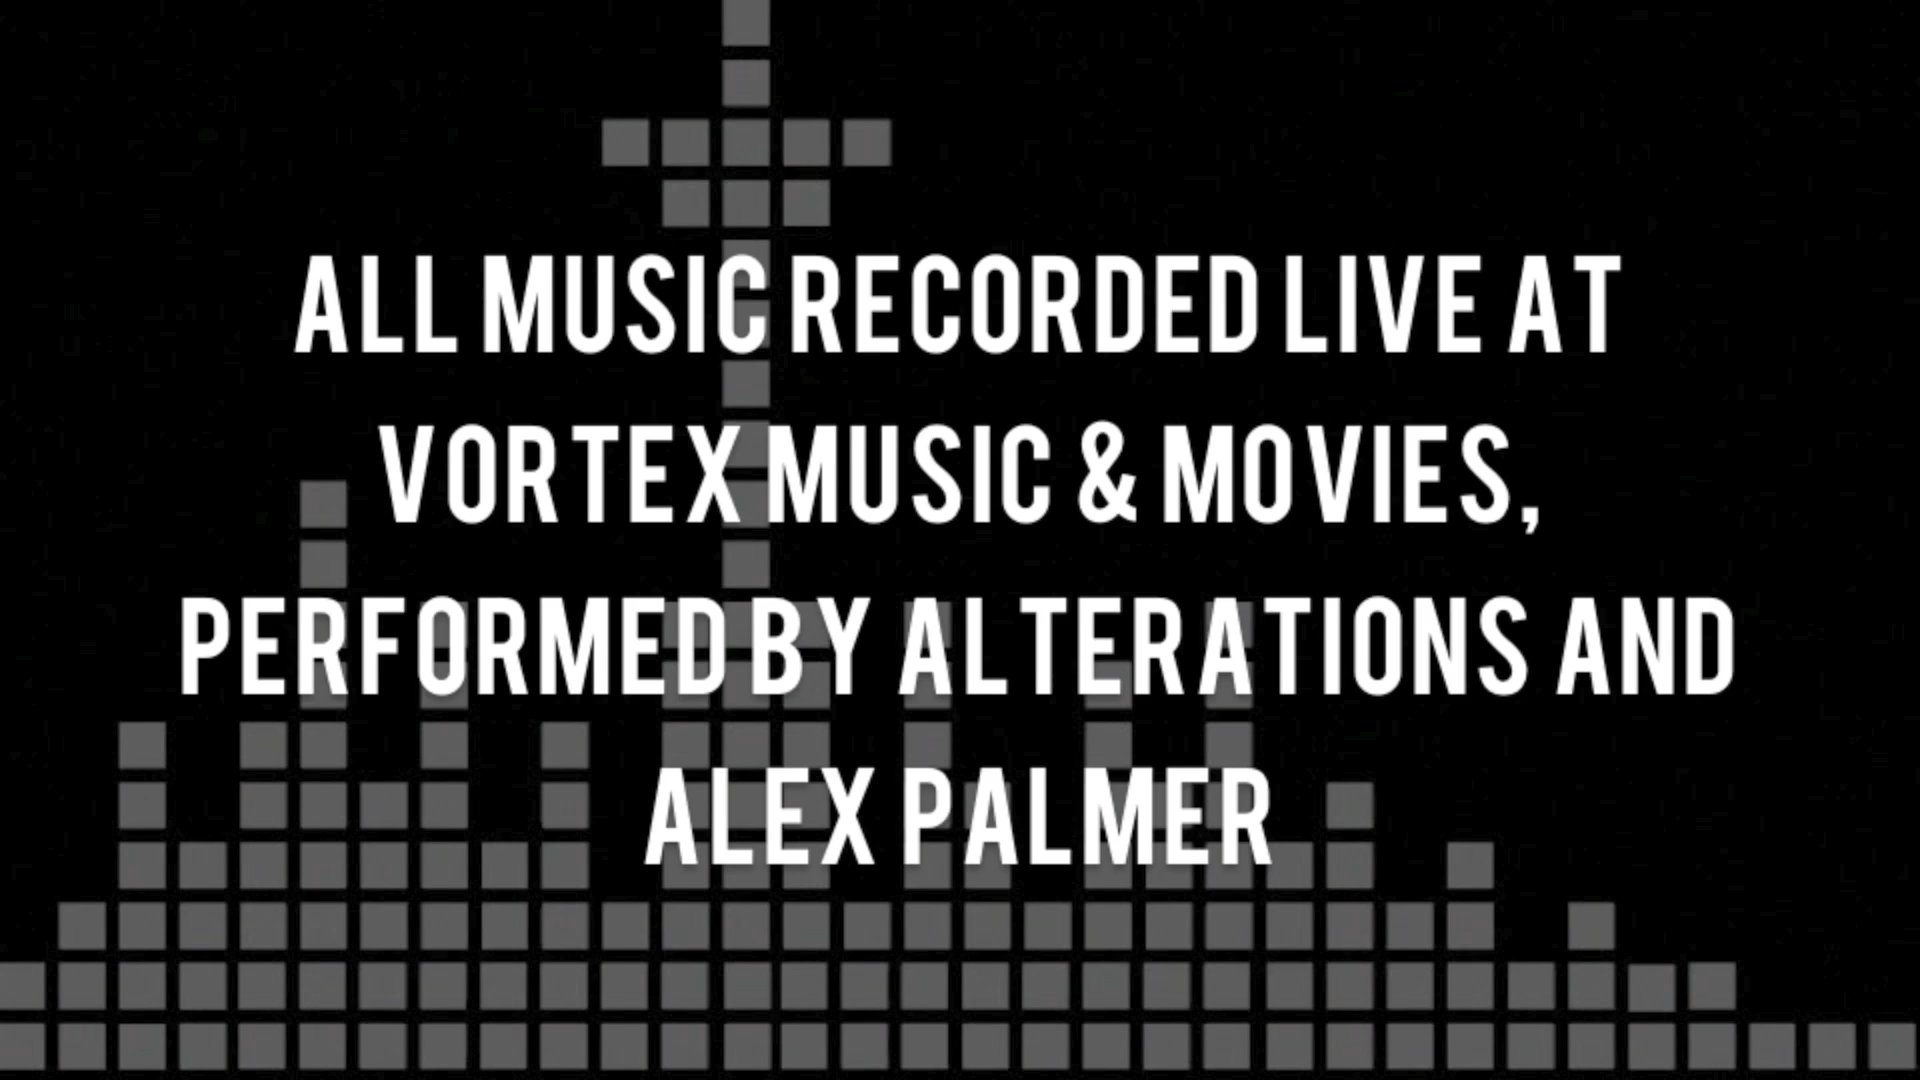 ALL MUSIC RECORDED LIVE AT
VORTEX MUSIC & MOVIES,
PERFORMED BY ALTERATIONS AND
ALEX PALMER